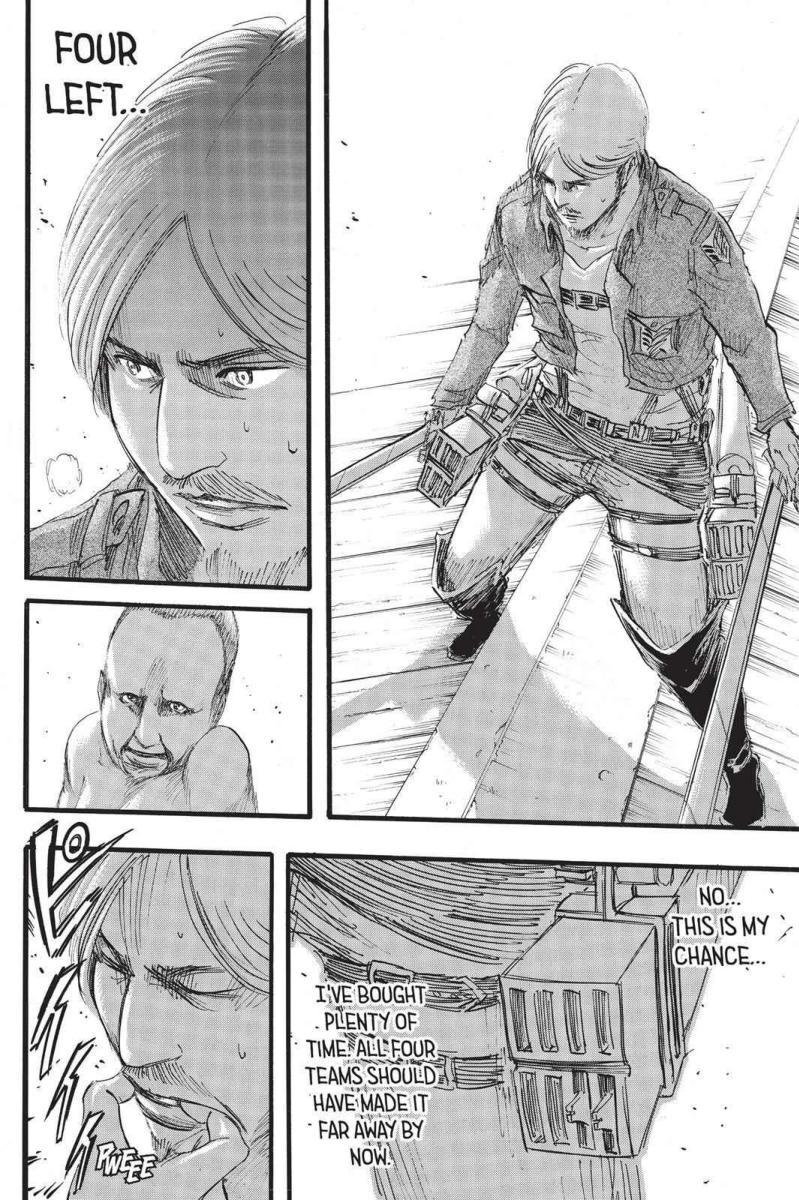 FOUR
LEFT...
NO...
THIS IS MY
CHANCE...
I'VE BOUGHT
PLENTY OF
TIME. ALL FOUR
TEAMS SHOULD
HAVE MADE IT
FAR AWAY BY
NOW.
PWEEE